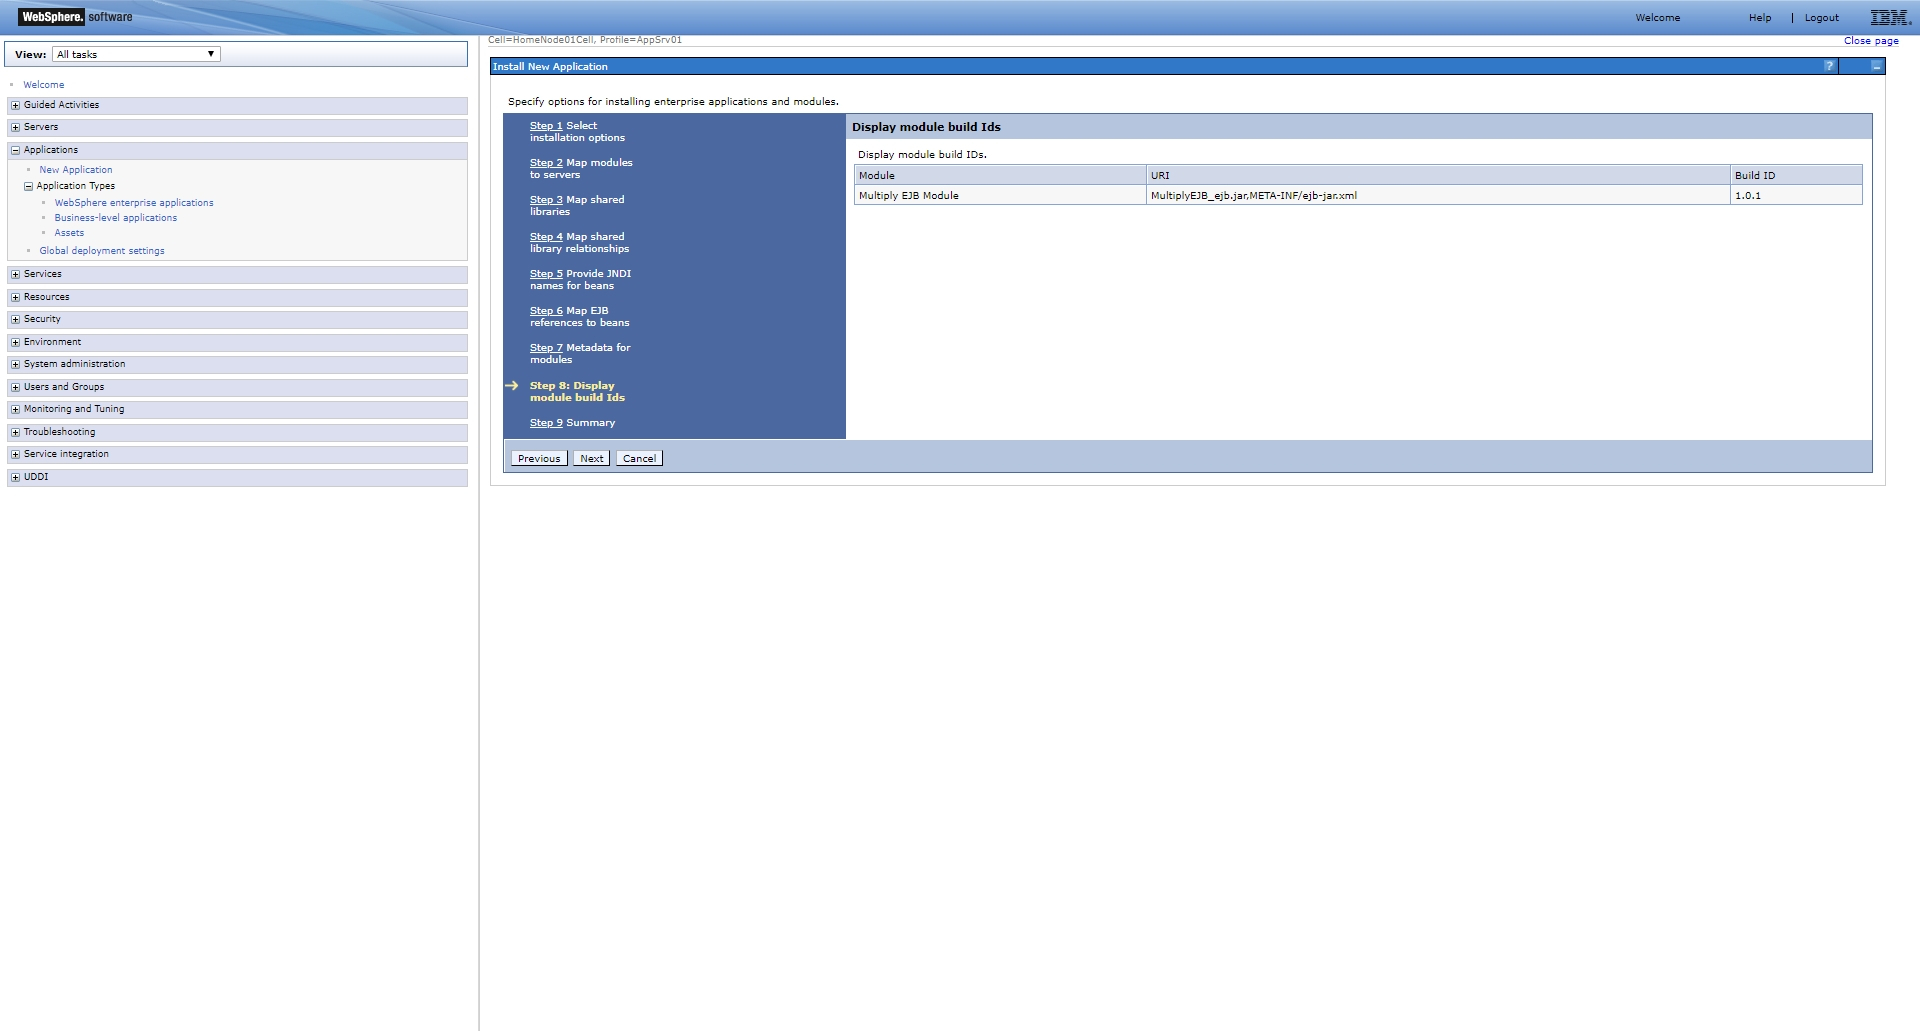 WebSphere. software
Welcome Help | Logout IBM.
View: All tasks
Welcome
Guided Activities
Servers
Applications
New Application
Application Types
WebSphere enterprise applications
Business-level applications
Assets
Global deployment settings
Services
Resources
Security
Environment
System administration
Users and Groups
Monitoring and Tuning
Troubleshooting
Service integration
UDDI
Cell=HomeNode01Cell, Profile=AppSrv01
Close page
Install New Application ? –
Specify options for installing enterprise applications and modules.
Step 1 Select
installation options
Step 2 Map modules
to servers
Step 3 Map shared
libraries
Step 4 Map shared
library relationships
Step 5 Provide JNDI
names for beans
Step 6 Map EJB
references to beans
Step 7 Metadata for
modules
Step 8: Display
module build Ids
Step 9 Summary
Display module build Ids
Display module build IDs.
Module URI Build ID
Multiply EJB Module MultiplyEJB_ejb.jar,META-INF/ejb-jar.xml 1.0.1
Previous Next Cancel